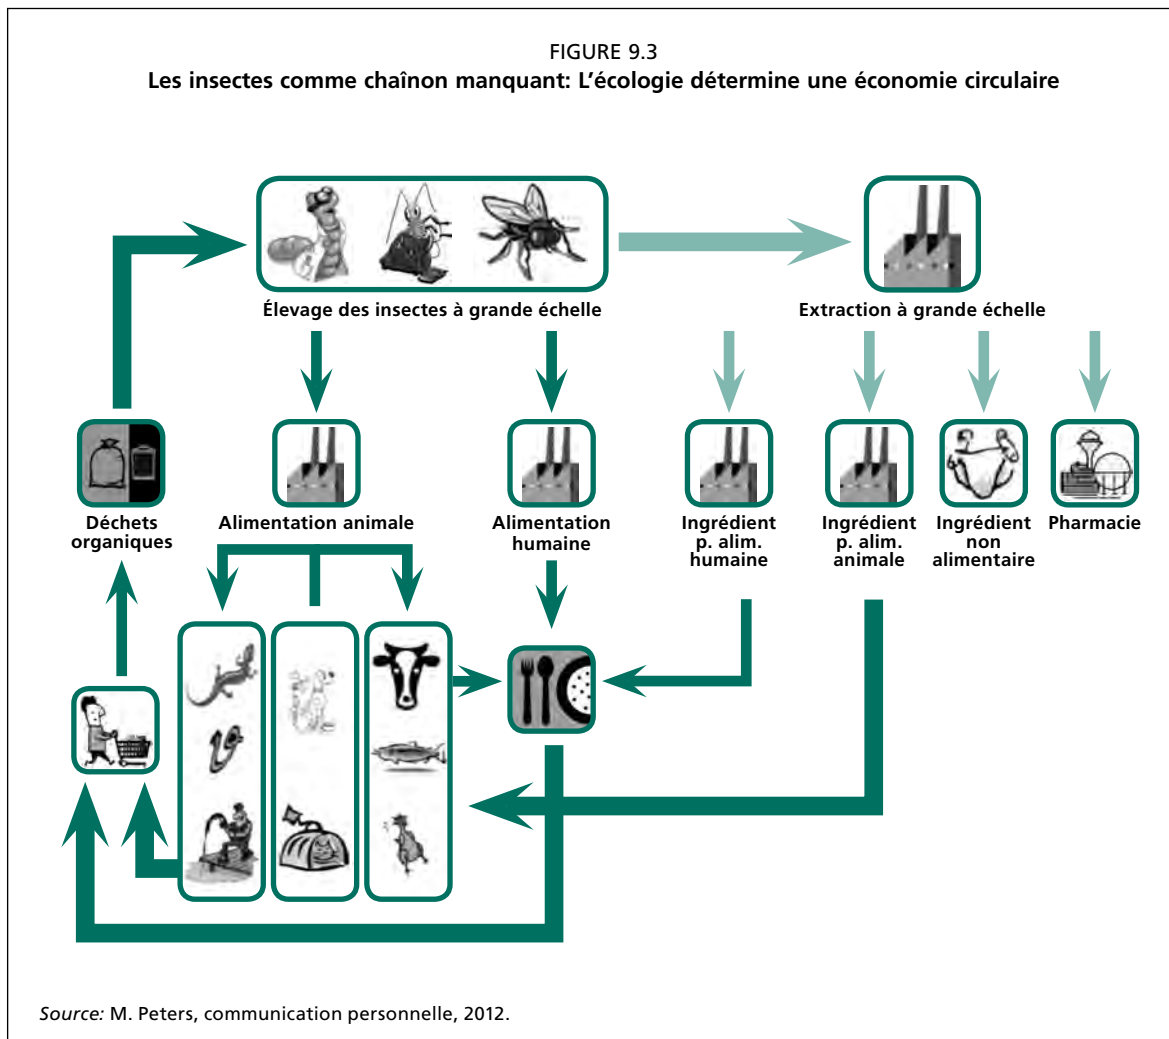 FIGURE 9.3
Les insectes comme chaînon manquant: L'écologie détermine une économie circulaire
Élevage des insectes à grande échelle
Extraction à grande échelle
Déchets
organiques
Alimentation animale
Alimentation
humaine
Ingrédient
p. alim.
humaine
Ingrédient
p. alim.
animale
Ingrédient
non
alimentaire
Pharmacie
Source: M. Peters, communication personnelle, 2012.